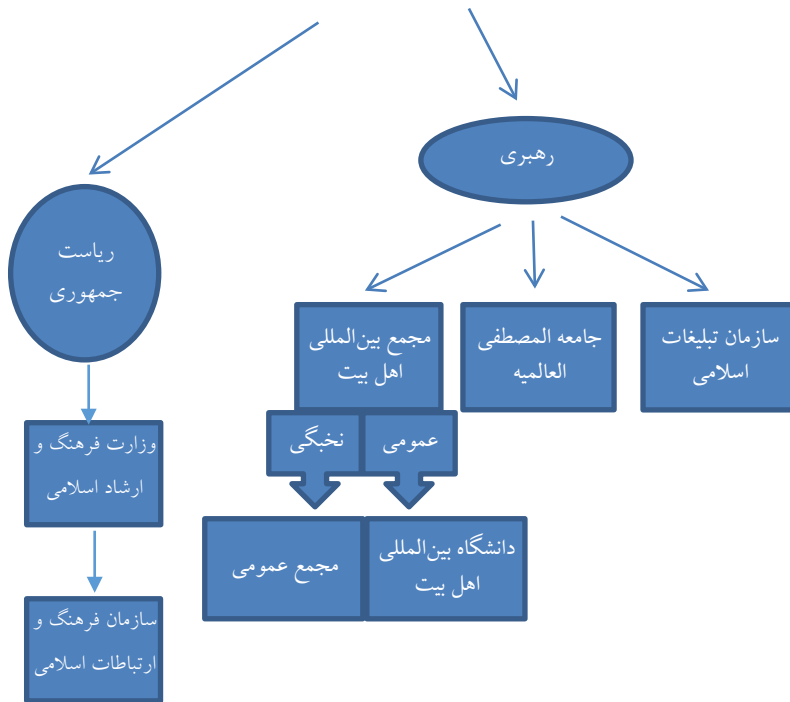 رهبری
ریاست
جمهوری
سازمان تبلیغات
اسلامی
جامعه المصطفی
العالمیه
مجمع بین‌المللی
اهل بیت
عمومی
نخبگی
وزارت فرهنگ و
ارشاد اسلامی
دانشگاه بین‌المللی
اهل بیت
مجمع عمومی
سازمان فرهنگ و
ارتباطات اسلامی